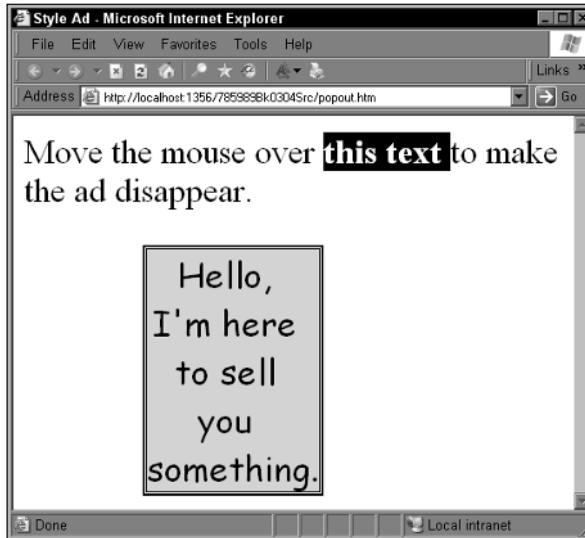 Style Ad - Microsoft Internet Explorer
File Edit View Favorites Tools Help
Links »
Address http://localhost:1356/785989Bk0304Src/popout.htm Go
Move the mouse over this text to make
the ad disappear.
Hello,
I'm here
to sell
you
something.
Done Local intranet